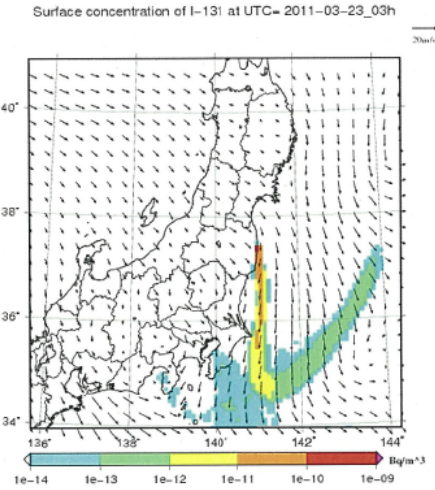 Surface concentration of I-131 at UTC= 2011-03-23_03h
20m/s
40°
38°
36°
34°
136° 138° 140° 142° 144°
Bq/m^3
1e-14 1e-13 1e-12 1e-11 1e-10 1e-09